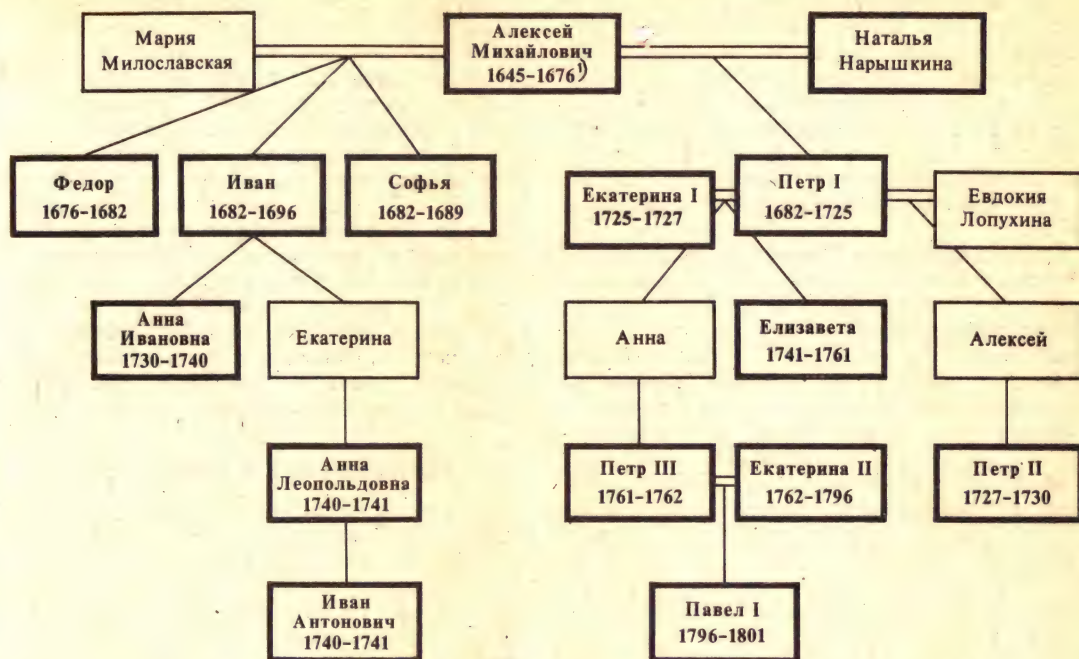 Мария
Милославская
Алексей
Михайлович
1645–1676¹⁾
Наталья
Нарышкина
Федор
1676–1682
Иван
1682–1696
Софья
1682–1689
Екатерина I
1725–1727
Петр I
1682–1725
Евдокия
Лопухина
Анна
Ивановна
1730–1740
Екатерина
Анна
Елизавета
1741–1761
Алексей
Анна
Леопольдовна
1740–1741
Петр III
1761–1762
Екатерина II
1762–1796
Петр II
1727–1730
Иван
Антонович
1740–1741
Павел I
1796–1801